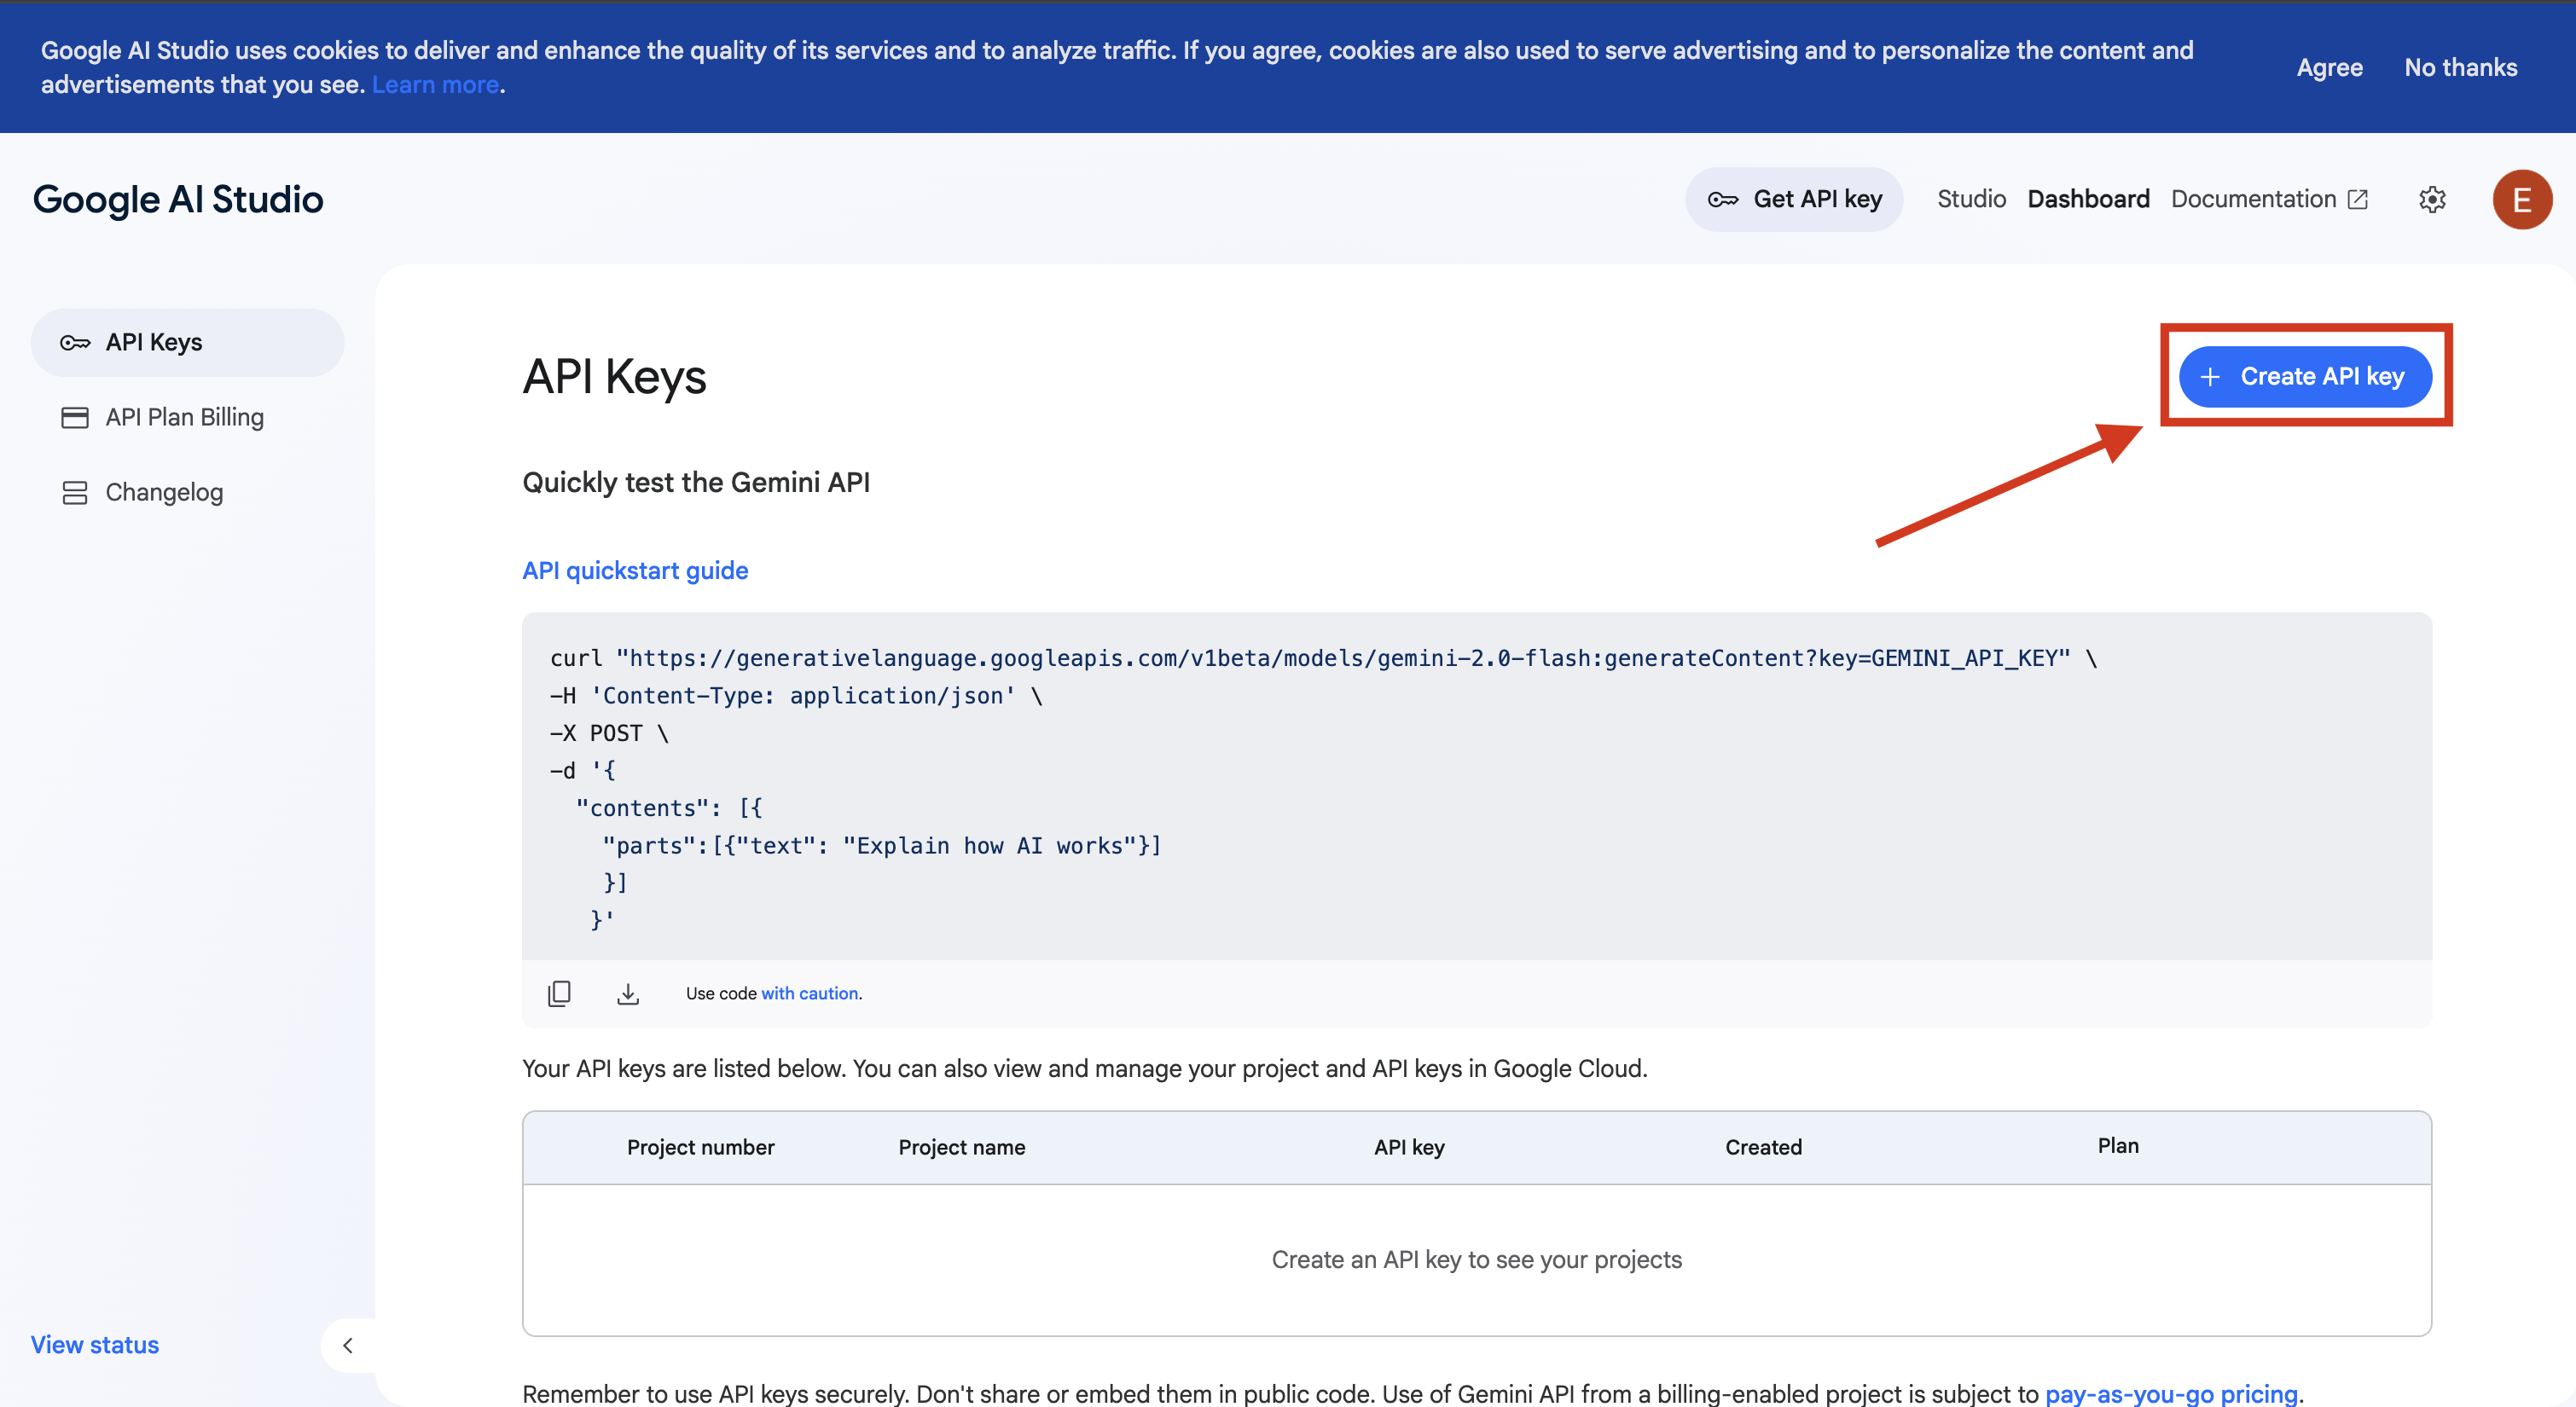 Google AI Studio uses cookies to deliver and enhance the quality of its services and to analyze traffic. If you agree, cookies are also used to serve advertising and to personalize the content and
advertisements that you see. Learn more.
Agree
No thanks
Google AI Studio
Get API key
Studio
Dashboard
Documentation
E
API Keys
API Plan Billing
Changelog
API Keys
Create API key
Quickly test the Gemini API
API quickstart guide
curl "https://generativelanguage.googleapis.com/v1beta/models/gemini-2.0-flash:generateContent?key=GEMINI_API_KEY" \
-H 'Content-Type: application/json' \
-X POST \
-d '{
"contents": [{
"parts":[{"text": "Explain how AI works"}]
}]
}'
Use code with caution.
Your API keys are listed below. You can also view and manage your project and API keys in Google Cloud.
Project number
Project name
API key
Created
Plan
Create an API key to see your projects
View status
Remember to use API keys securely. Don't share or embed them in public code. Use of Gemini API from a billing-enabled project is subject to pay-as-you-go pricing.